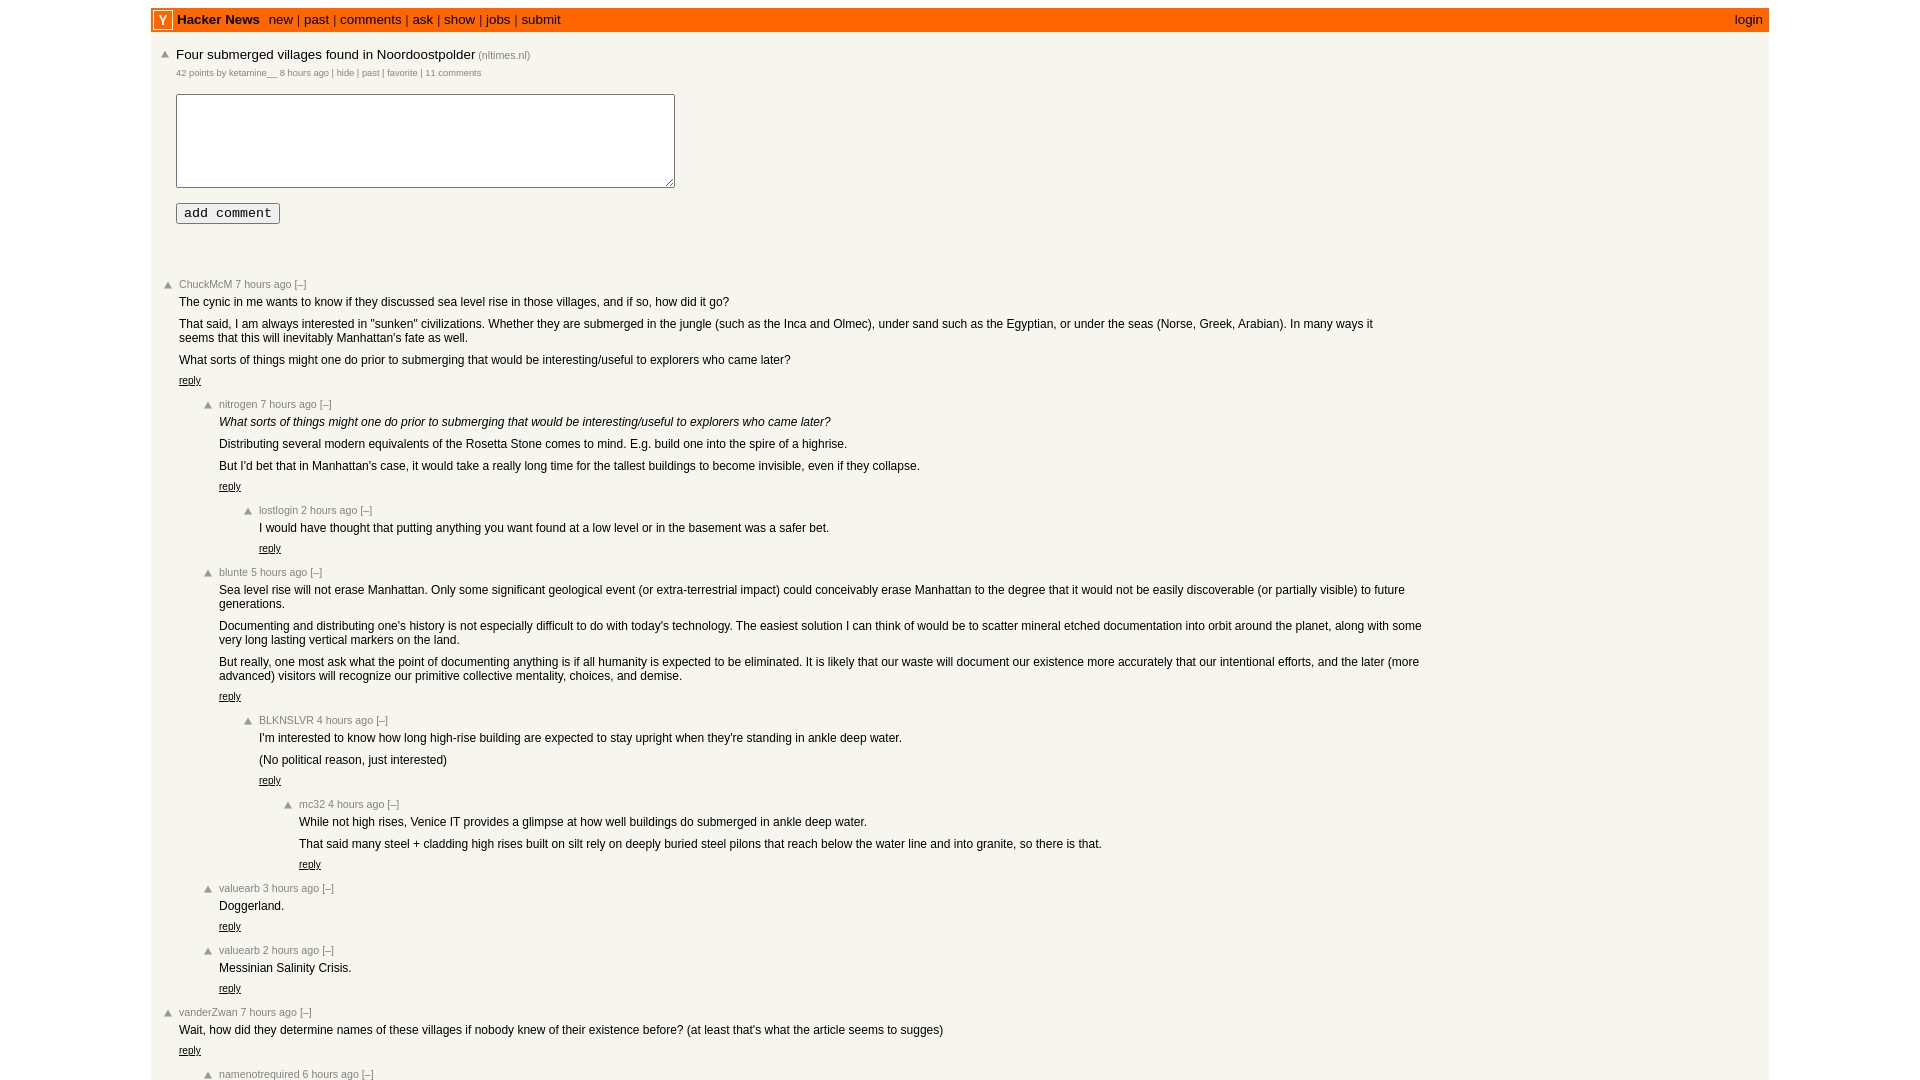 Y Hacker News new | past | comments | ask | show | jobs | submit login
Four submerged villages found in Noordoostpolder (nltimes.nl)
42 points by ketamine__ 8 hours ago | hide | past | favorite | 11 comments
add comment
ChuckMcM 7 hours ago [–]
The cynic in me wants to know if they discussed sea level rise in those villages, and if so, how did it go?
That said, I am always interested in "sunken" civilizations. Whether they are submerged in the jungle (such as the Inca and Olmec), under sand such as the Egyptian, or under the seas (Norse, Greek, Arabian). In many ways it
seems that this will inevitably Manhattan's fate as well.
What sorts of things might one do prior to submerging that would be interesting/useful to explorers who came later?
reply
nitrogen 7 hours ago [–]
What sorts of things might one do prior to submerging that would be interesting/useful to explorers who came later?
Distributing several modern equivalents of the Rosetta Stone comes to mind. E.g. build one into the spire of a highrise.
But I'd bet that in Manhattan's case, it would take a really long time for the tallest buildings to become invisible, even if they collapse.
reply
lostlogin 2 hours ago [–]
I would have thought that putting anything you want found at a low level or in the basement was a safer bet.
reply
blunte 5 hours ago [–]
Sea level rise will not erase Manhattan. Only some significant geological event (or extra-terrestrial impact) could conceivably erase Manhattan to the degree that it would not be easily discoverable (or partially visible) to future
generations.
Documenting and distributing one's history is not especially difficult to do with today's technology. The easiest solution I can think of would be to scatter mineral etched documentation into orbit around the planet, along with some
very long lasting vertical markers on the land.
But really, one most ask what the point of documenting anything is if all humanity is expected to be eliminated. It is likely that our waste will document our existence more accurately that our intentional efforts, and the later (more
advanced) visitors will recognize our primitive collective mentality, choices, and demise.
reply
BLKNSLVR 4 hours ago [–]
I'm interested to know how long high-rise building are expected to stay upright when they're standing in ankle deep water.
(No political reason, just interested)
reply
mc32 4 hours ago [–]
While not high rises, Venice IT provides a glimpse at how well buildings do submerged in ankle deep water.
That said many steel + cladding high rises built on silt rely on deeply buried steel pilons that reach below the water line and into granite, so there is that.
reply
valuearb 3 hours ago [–]
Doggerland.
reply
valuearb 2 hours ago [–]
Messinian Salinity Crisis.
reply
vanderZwan 7 hours ago [–]
Wait, how did they determine names of these villages if nobody knew of their existence before? (at least that's what the article seems to sugges)
reply
namenotrequired 6 hours ago [–]